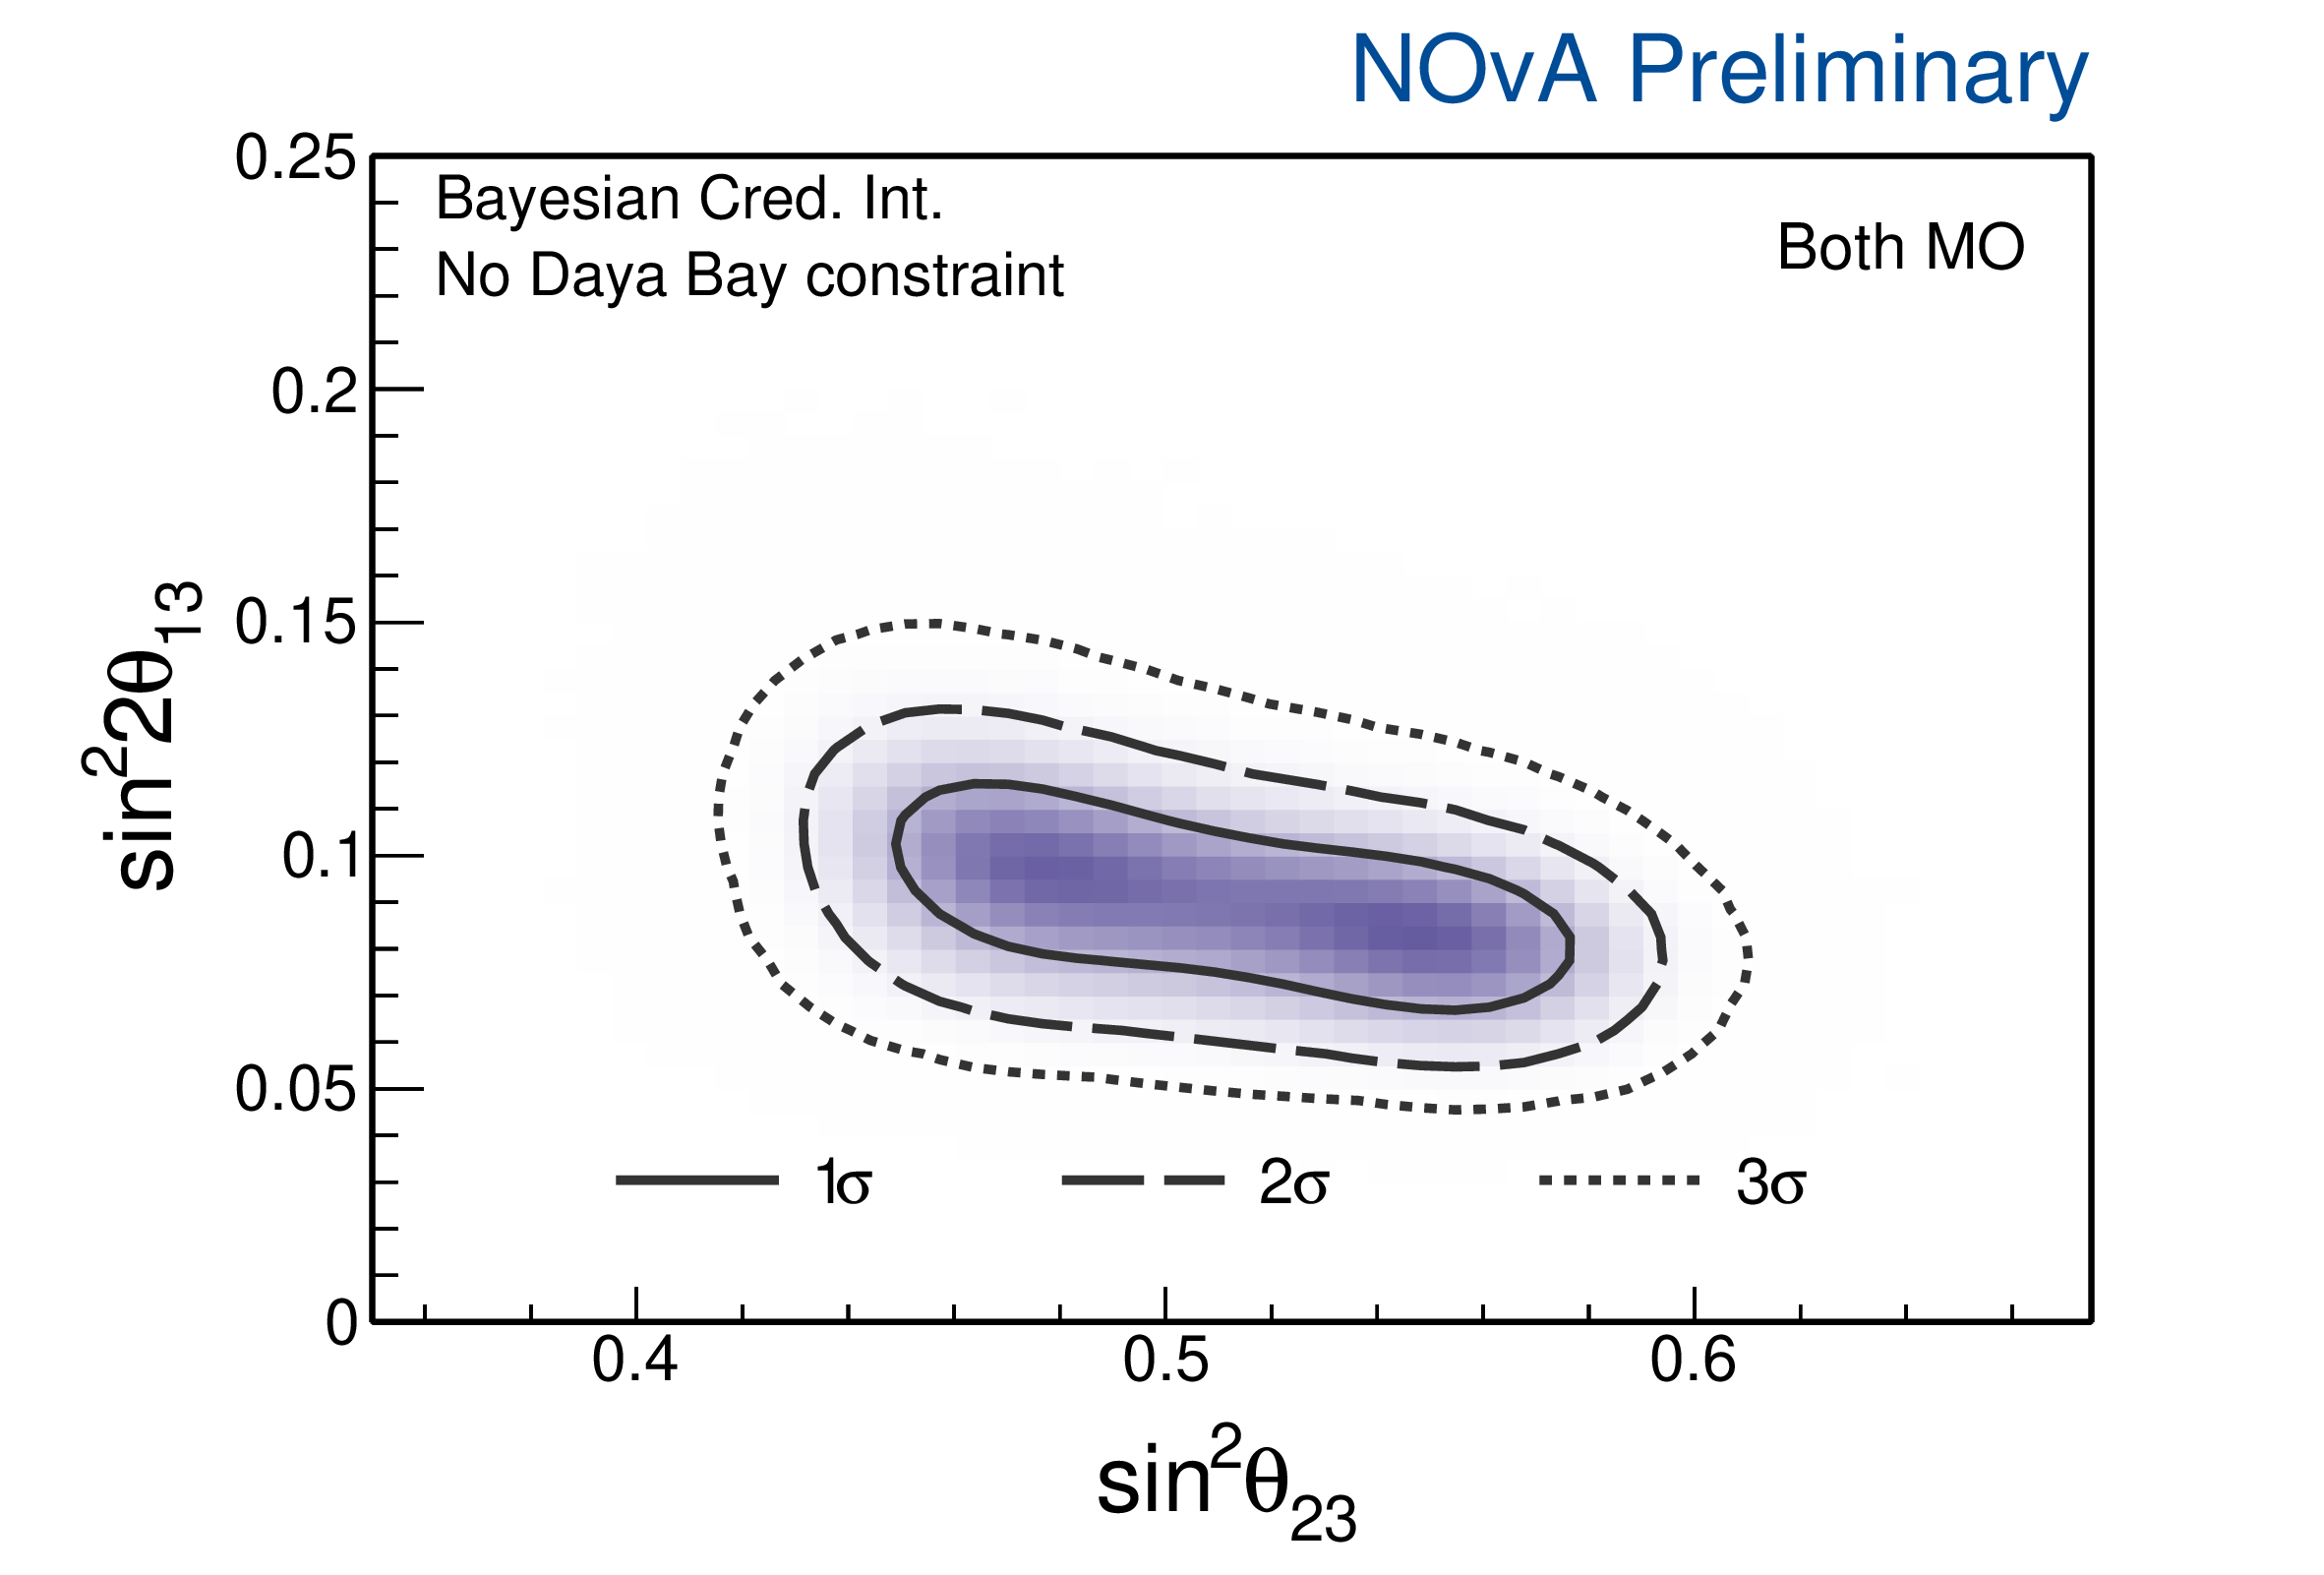 NOvA Preliminary
Bayesian Cred. Int.
No Daya Bay constraint
Both MO
0.25
0.2
0.15
0.1
0.05
0
sin²2θ₁₃
1σ 2σ 3σ
0.4 0.5 0.6
sin²θ₂₃